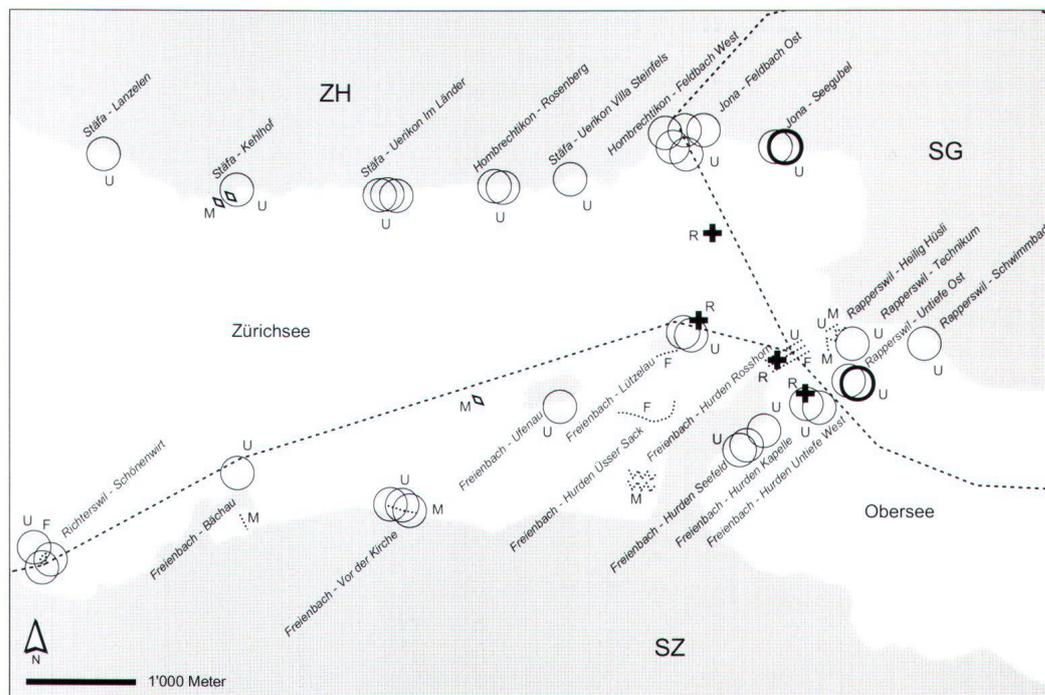 ZH
SG
SZ
Stäfa - Lanzelen
Stäfa - Kehlhof
Stäfa - Uerikon Im Länder
Hombrechtikon - Rosenberg
Stäfa - Uerikon Villa Steinfels
Hombrechtikon - Feldbach West
Jona - Feldbach Ost
Jona - Seegubel
U
M
U
U
U
U
U
U
R
Rapperswil - Heilig Hüsli
Rapperswil - Technikum
Rapperswil - Untiefe Ost
Rapperswil - Schwimmbad
Zürichsee
R
F
U
U
F
R
U
M
M
U
U
U
R
U
M
U
F
U
U
U
Freienbach - Lützelau
Freienbach - Hurden Rosshorn
Freienbach - Ufenau
Freienbach - Hurden Üsser Sack
M
Freienbach - Hurden Seefeld
Freienbach - Hurden Kapelle
Freienbach - Hurden Untiefe West
Obersee
U
F
Richterswil - Schönenwirt
U
Freienbach - Bächau
M
U
M
Freienbach - Vor der Kirche
N
1'000 Meter